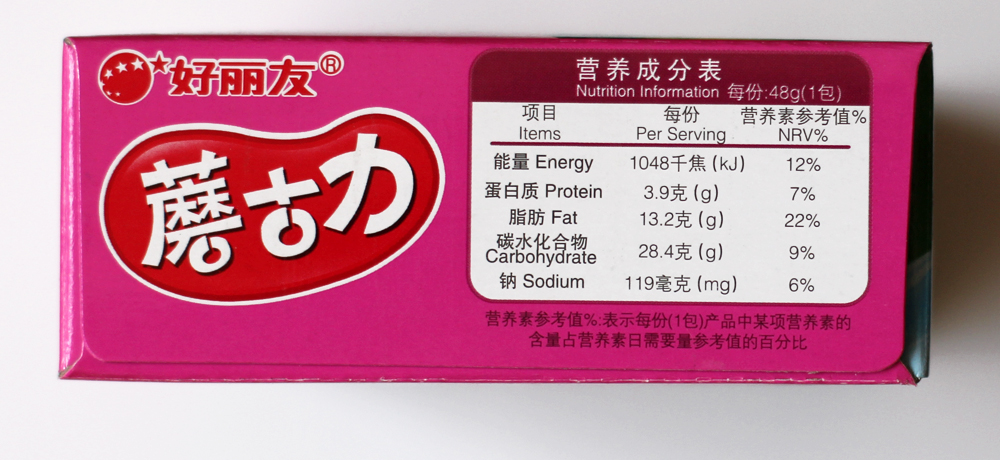 好丽友®
蘑古力
营养成分表
Nutrition Information 每份:48g(1包)
项目 每份 营养素参考值%
Items Per Serving NRV%
能量 Energy 1048千焦 (kJ) 12%
蛋白质 Protein 3.9克 (g) 7%
脂肪 Fat 13.2克 (g) 22%
碳水化合物
Carbohydrate 28.4克 (g) 9%
钠 Sodium 119毫克 (mg) 6%
营养素参考值%:表示每份(1包)产品中某项营养素的
含量占营养素日需要量参考值的百分比